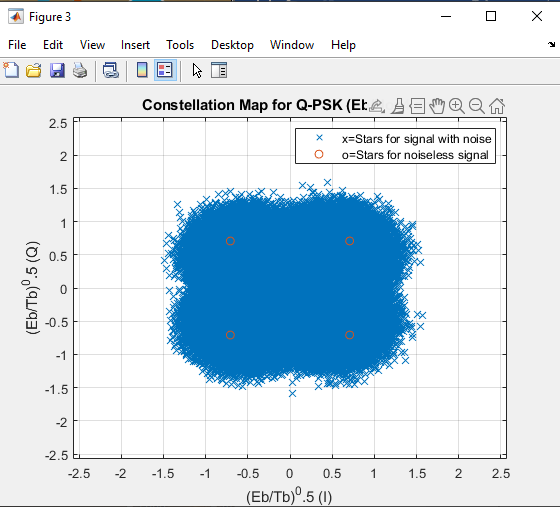 Figure 3
File Edit View Insert Tools Desktop Window Help
Constellation Map for Q-PSK (Eb
x=Stars for signal with noise
o=Stars for noiseless signal
2.5
2
1.5
1
0.5
0
-0.5
-1
-1.5
-2
-2.5
(Eb/Tb)⁰.5 (Q)
-2.5 -2 -1.5 -1 -0.5 0 0.5 1 1.5 2 2.5
(Eb/Tb)⁰.5 (I)